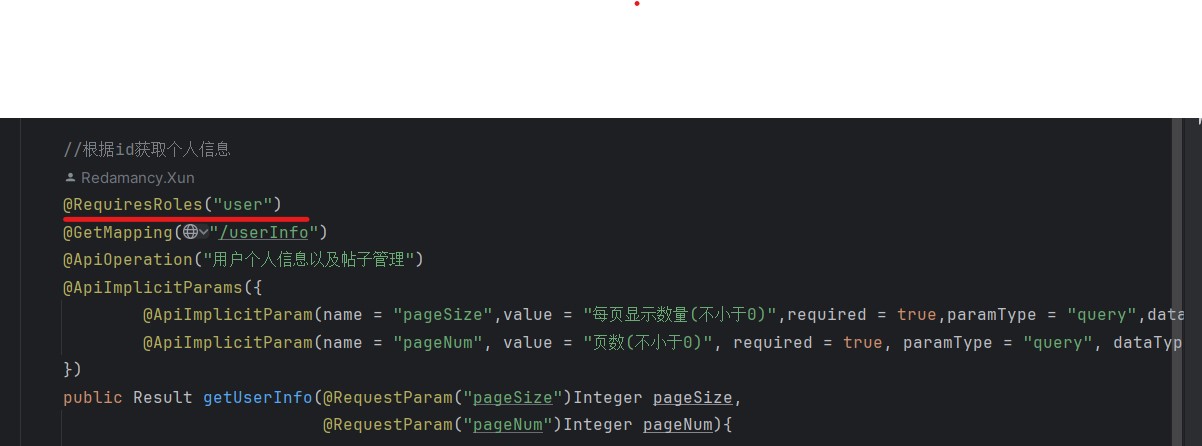 //根据id获取个人信息
Redamancy.Xun
@RequiresRoles("user")
@GetMapping("/userInfo")
@ApiOperation("用户个人信息以及帖子管理")
@ApiImplicitParams({
@ApiImplicitParam(name = "pageSize",value = "每页显示数量(不小于0)",required = true,paramType = "query",data
@ApiImplicitParam(name = "pageNum", value = "页数(不小于0)", required = true, paramType = "query", dataTyp
})
public Result getUserInfo(@RequestParam("pageSize")Integer pageSize,
@RequestParam("pageNum")Integer pageNum){